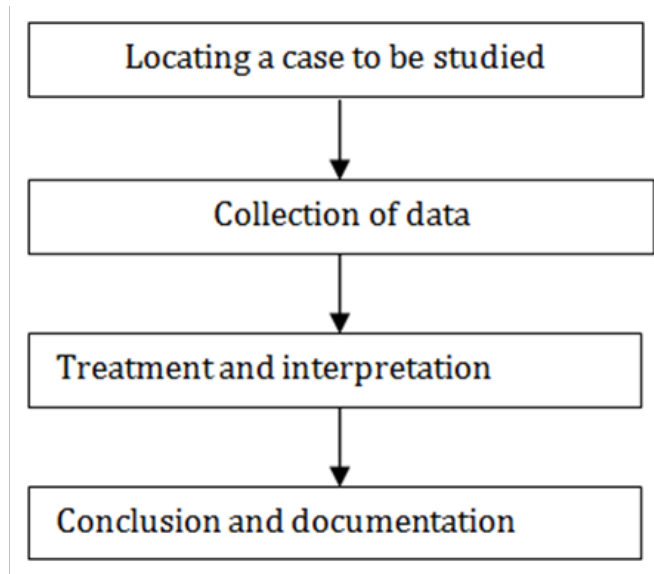 Locating a case to be studied
Collection of data
Treatment and interpretation
Conclusion and documentation